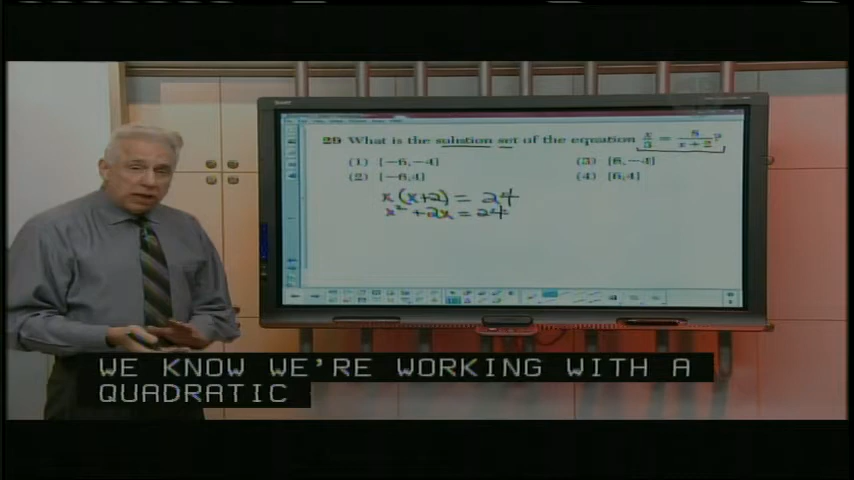 29 What is the solution set of the equation x/3 = 8/(x + 2)?
(1) {-6, -4}
(2) {-6, 4}
(3) {6, -4}
(4) {6, 4}
x(x+2) = 24
x² + 2x = 24
WE KNOW WE'RE WORKING WITH A
QUADRATIC